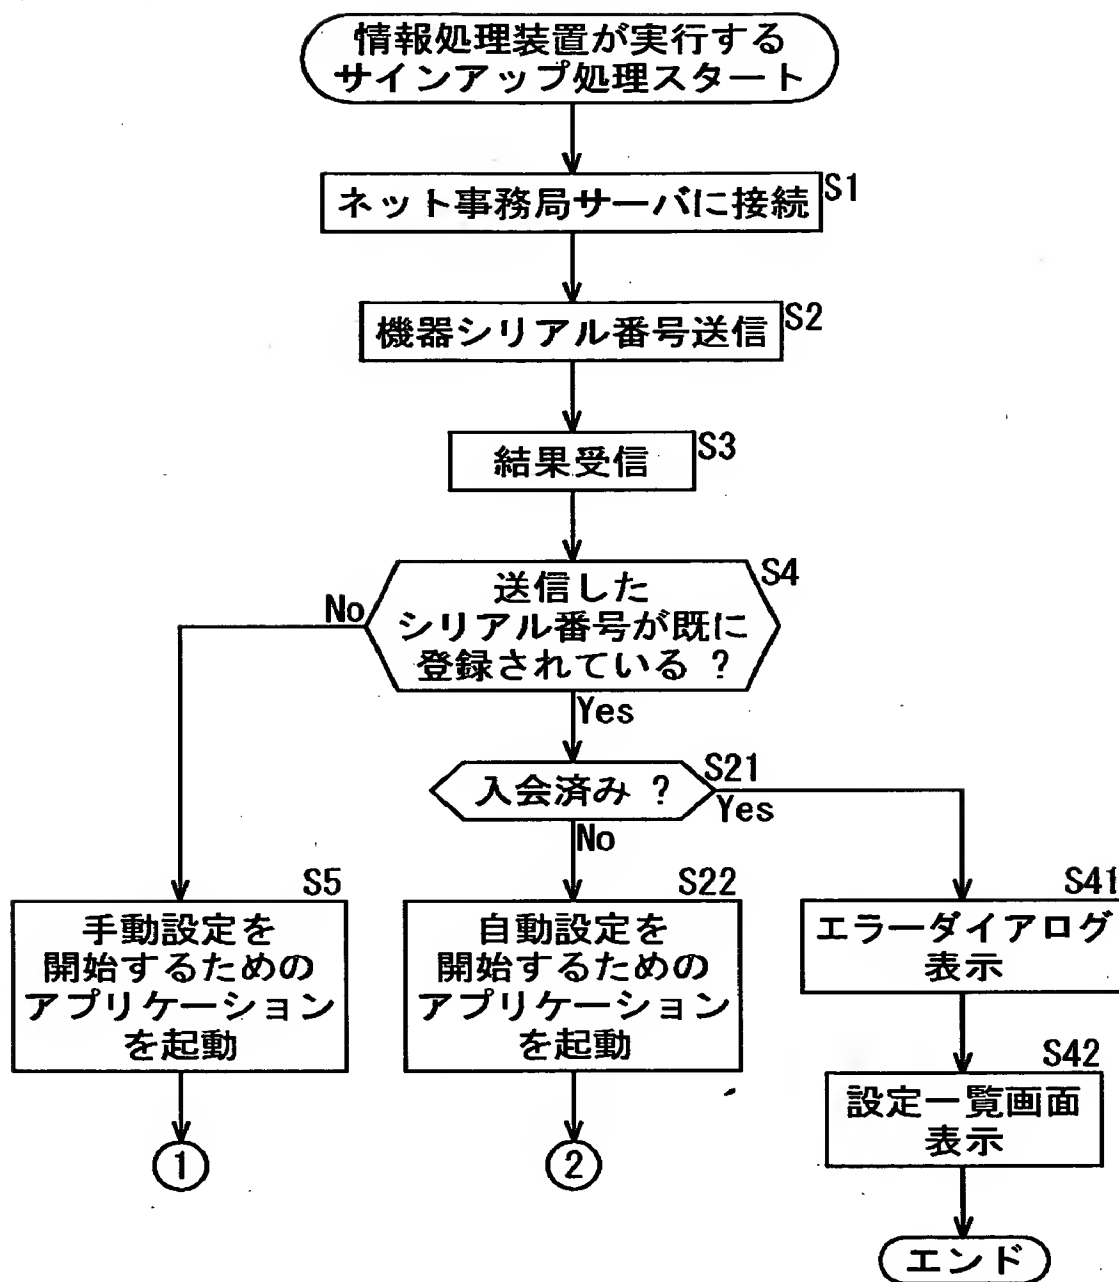 情報処理装置が実行する
サインアップ処理スタート
ネット事務局サーバに接続
S1
機器シリアル番号送信
S2
結果受信
S3
S4
送信した
シリアル番号が既に
登録されている ?
No
Yes
S21
入会済み ?
Yes
No
S5
手動設定を
開始するための
アプリケーション
を起動
1
S22
自動設定を
開始するための
アプリケーション
を起動
2
S41
エラーダイアログ
表示
S42
設定一覧画面
表示
エンド